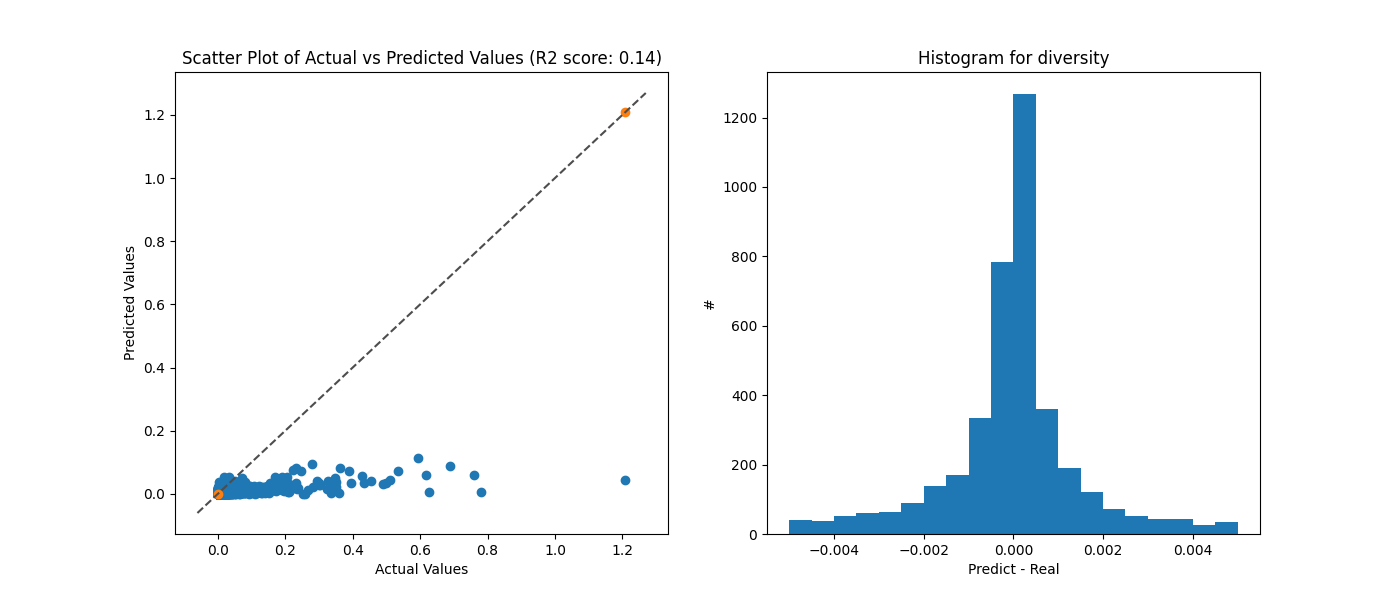 Scatter Plot of Actual vs Predicted Values (R2 score: 0.14)
1.2
1.0
0.8
0.6
0.4
0.2
0.0
Predicted Values
0.0 0.2 0.4 0.6 0.8 1.0 1.2
Actual Values
Histogram for diversity
1200
1000
800
600
400
200
0
#
−0.004 −0.002 0.000 0.002 0.004
Predict - Real